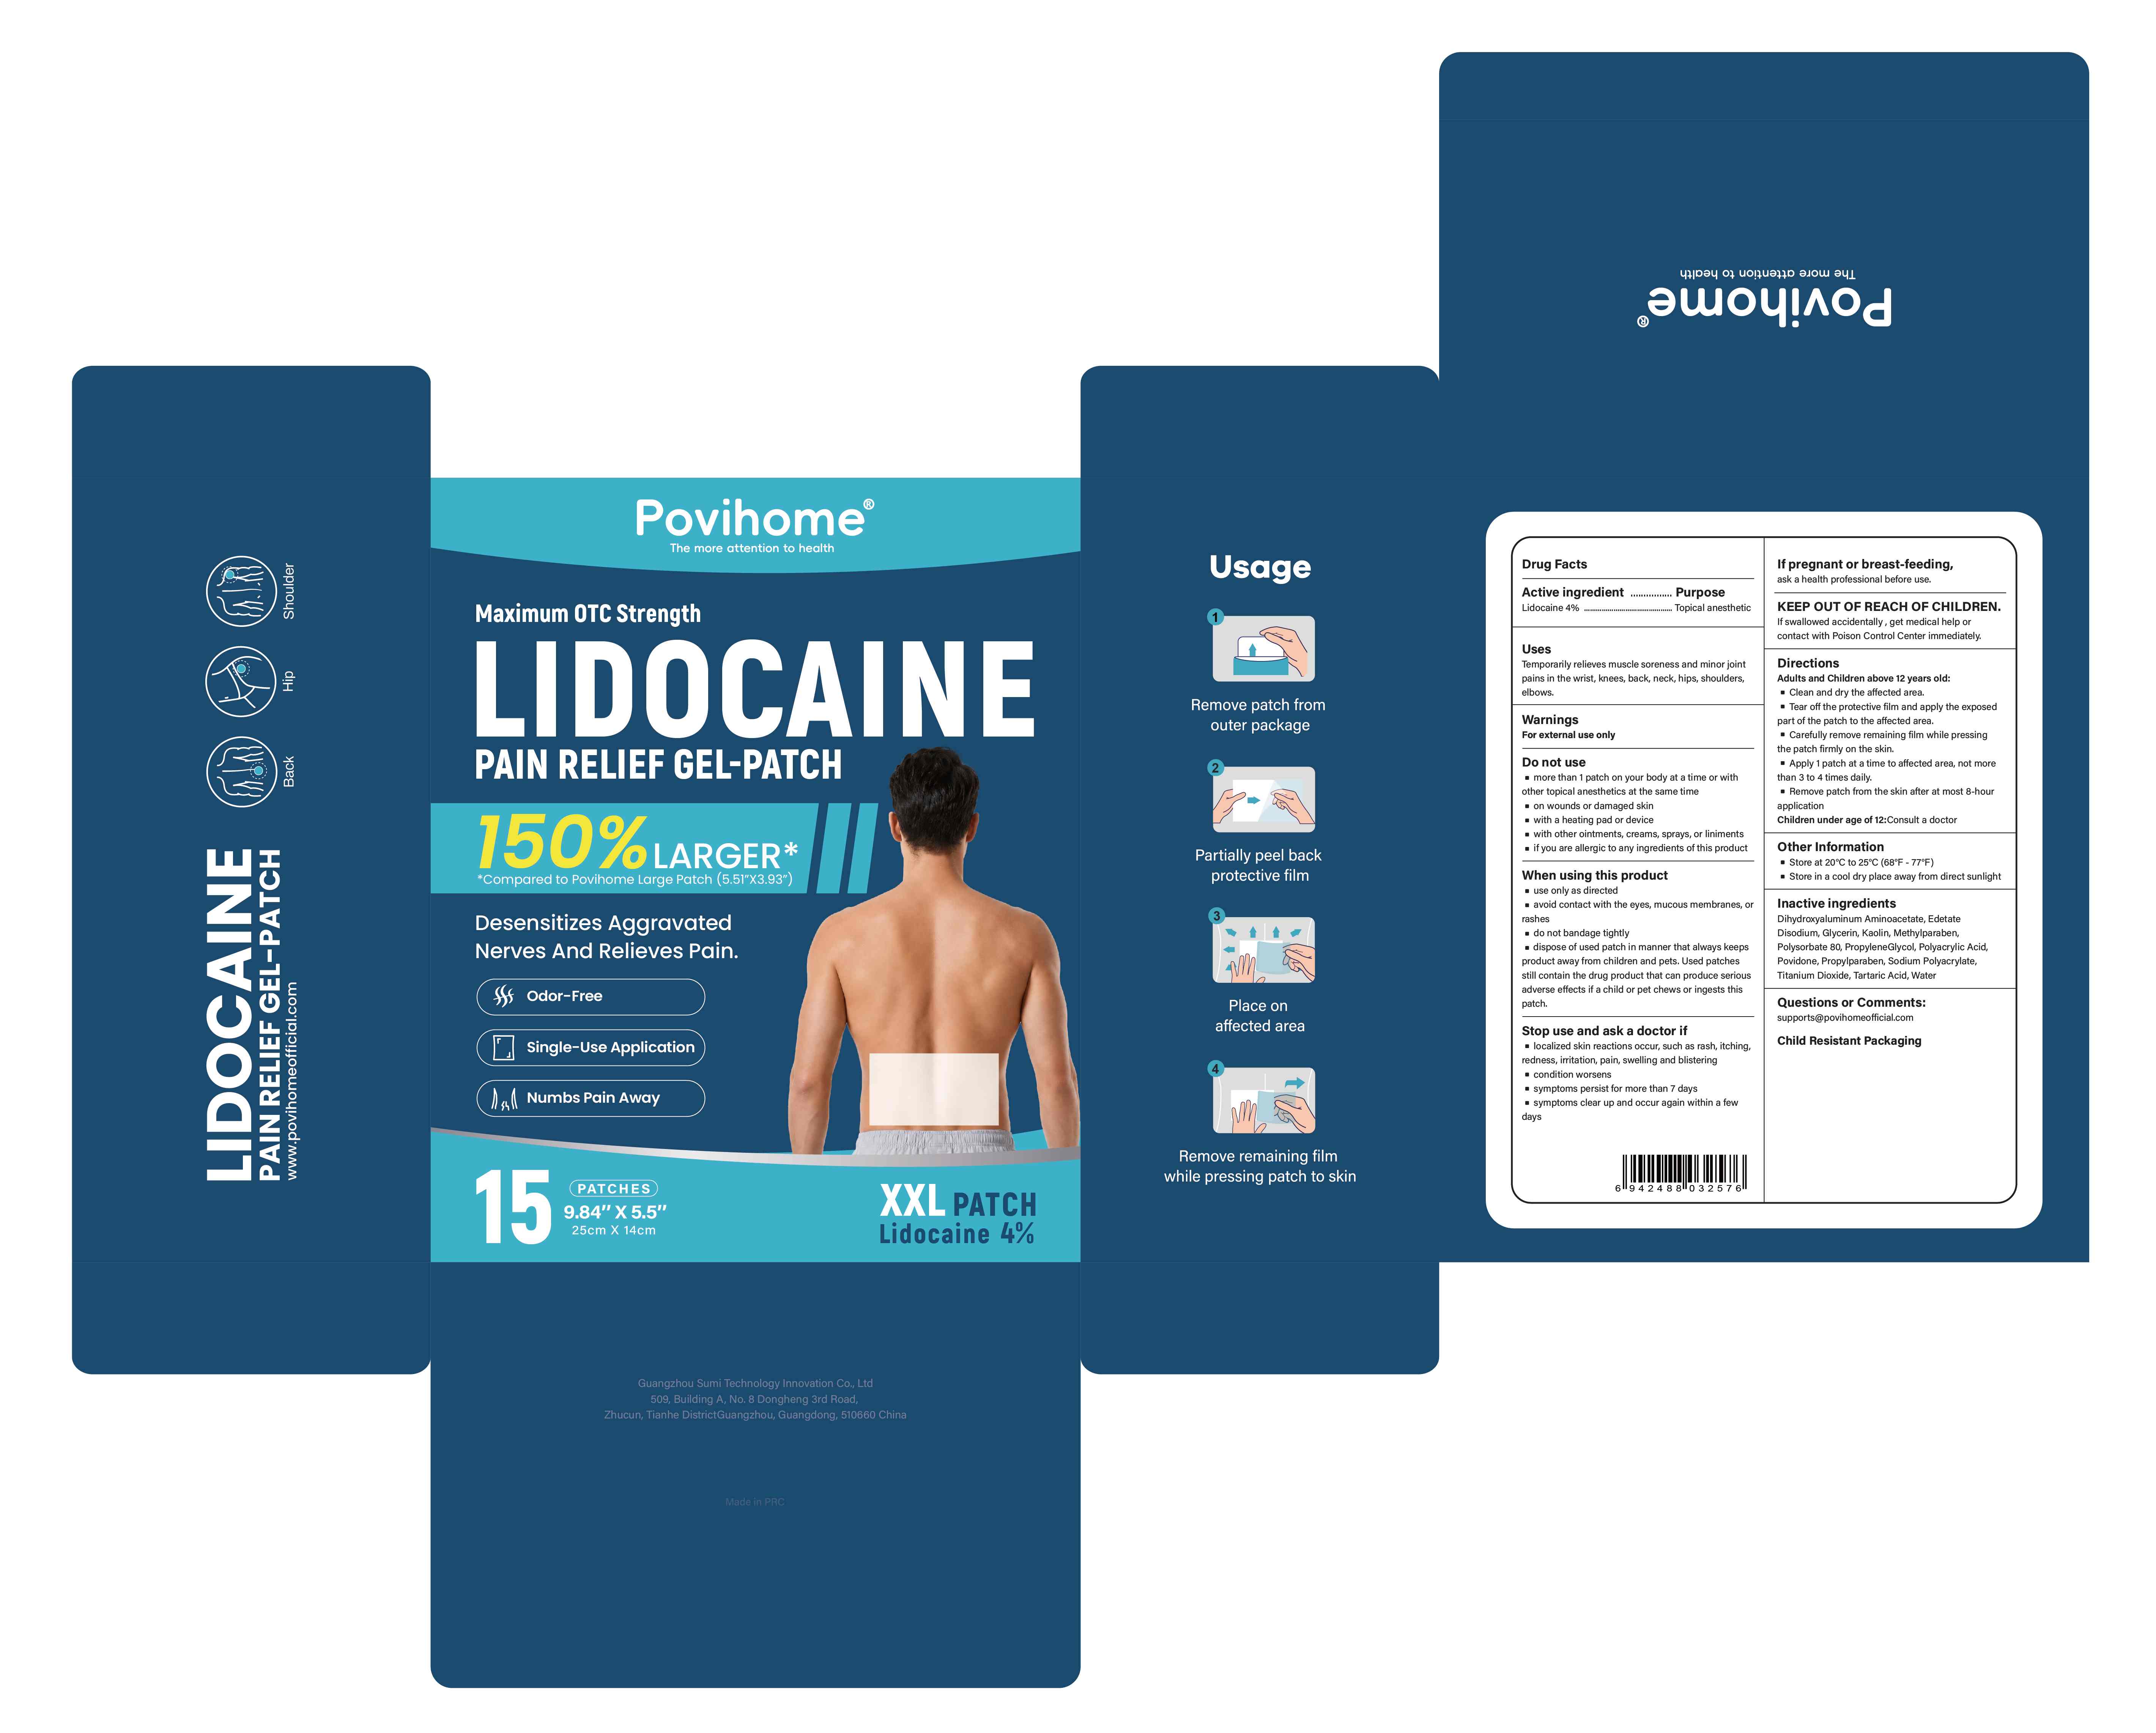 LIDOCAINE
PAIN RELIEF GEL-PATCH
www.povihomeofficial.com
Back
Hip
Shoulder
Povihome®
The more attention to health
Maximum OTC Strength
LIDOCAINE
PAIN RELIEF GEL-PATCH
150% LARGER*
*Compared to Povihome Large Patch (5.51”X3.93”)
Desensitizes Aggravated
Nerves And Relieves Pain.
Odor-Free
Single-Use Application
Numbs Pain Away
15
PATCHES
9.84” X 5.5”
25cm X 14cm
XXL PATCH
Lidocaine 4%
Guangzhou Sumi Technology Innovation Co., Ltd
509, Building A, No. 8 Dongheng 3rd Road,
Zhucun, Tianhe DistrictGuangzhou, Guangdong, 510660 China
Made in PRC
Usage
1
Remove patch from
outer package
2
Partially peel back
protective film
3
Place on
affected area
4
Remove remaining film
while pressing patch to skin
Povihome®
The more attention to health
Drug Facts
Active ingredient ................ Purpose
Lidocaine 4% ........................................ Topical anesthetic
Uses
Temporarily relieves muscle soreness and minor joint
pains in the wrist, knees, back, neck, hips, shoulders,
elbows.
Warnings
For external use only
Do not use
▪ more than 1 patch on your body at a time or with
other topical anesthetics at the same time
▪ on wounds or damaged skin
▪ with a heating pad or device
▪ with other ointments, creams, sprays, or liniments
▪ if you are allergic to any ingredients of this product
When using this product
▪ use only as directed
▪ avoid contact with the eyes, mucous membranes, or
rashes
▪ do not bandage tightly
▪ dispose of used patch in manner that always keeps
product away from children and pets. Used patches
still contain the drug product that can produce serious
adverse effects if a child or pet chews or ingests this
patch.
Stop use and ask a doctor if
▪ localized skin reactions occur, such as rash, itching,
redness, irritation, pain, swelling and blistering
▪ condition worsens
▪ symptoms persist for more than 7 days
▪ symptoms clear up and occur again within a few
days
6 942488 032576
If pregnant or breast-feeding,
ask a health professional before use.
KEEP OUT OF REACH OF CHILDREN.
If swallowed accidentally , get medical help or
contact with Poison Control Center immediately.
Directions
Adults and Children above 12 years old:
▪ Clean and dry the affected area.
▪ Tear off the protective film and apply the exposed
part of the patch to the affected area.
▪ Carefully remove remaining film while pressing
the patch firmly on the skin.
▪ Apply 1 patch at a time to affected area, not more
than 3 to 4 times daily.
▪ Remove patch from the skin after at most 8-hour
application
Children under age of 12:Consult a doctor
Other Information
▪ Store at 20°C to 25°C (68°F - 77°F)
▪ Store in a cool dry place away from direct sunlight
Inactive ingredients
Dihydroxyaluminum Aminoacetate, Edetate
Disodium, Glycerin, Kaolin, Methylparaben,
Polysorbate 80, PropyleneGlycol, Polyacrylic Acid,
Povidone, Propylparaben, Sodium Polyacrylate,
Titanium Dioxide, Tartaric Acid, Water
Questions or Comments:
supports@povihomeofficial.com
Child Resistant Packaging